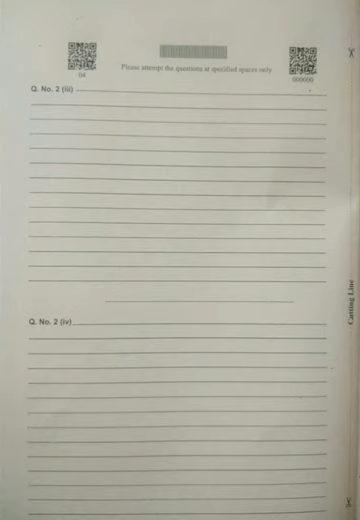 04
Please attempt the questions at specified spaces only
000000
Q. No. 2 (iii)
Q. No. 2 (iv)
Cutting Line